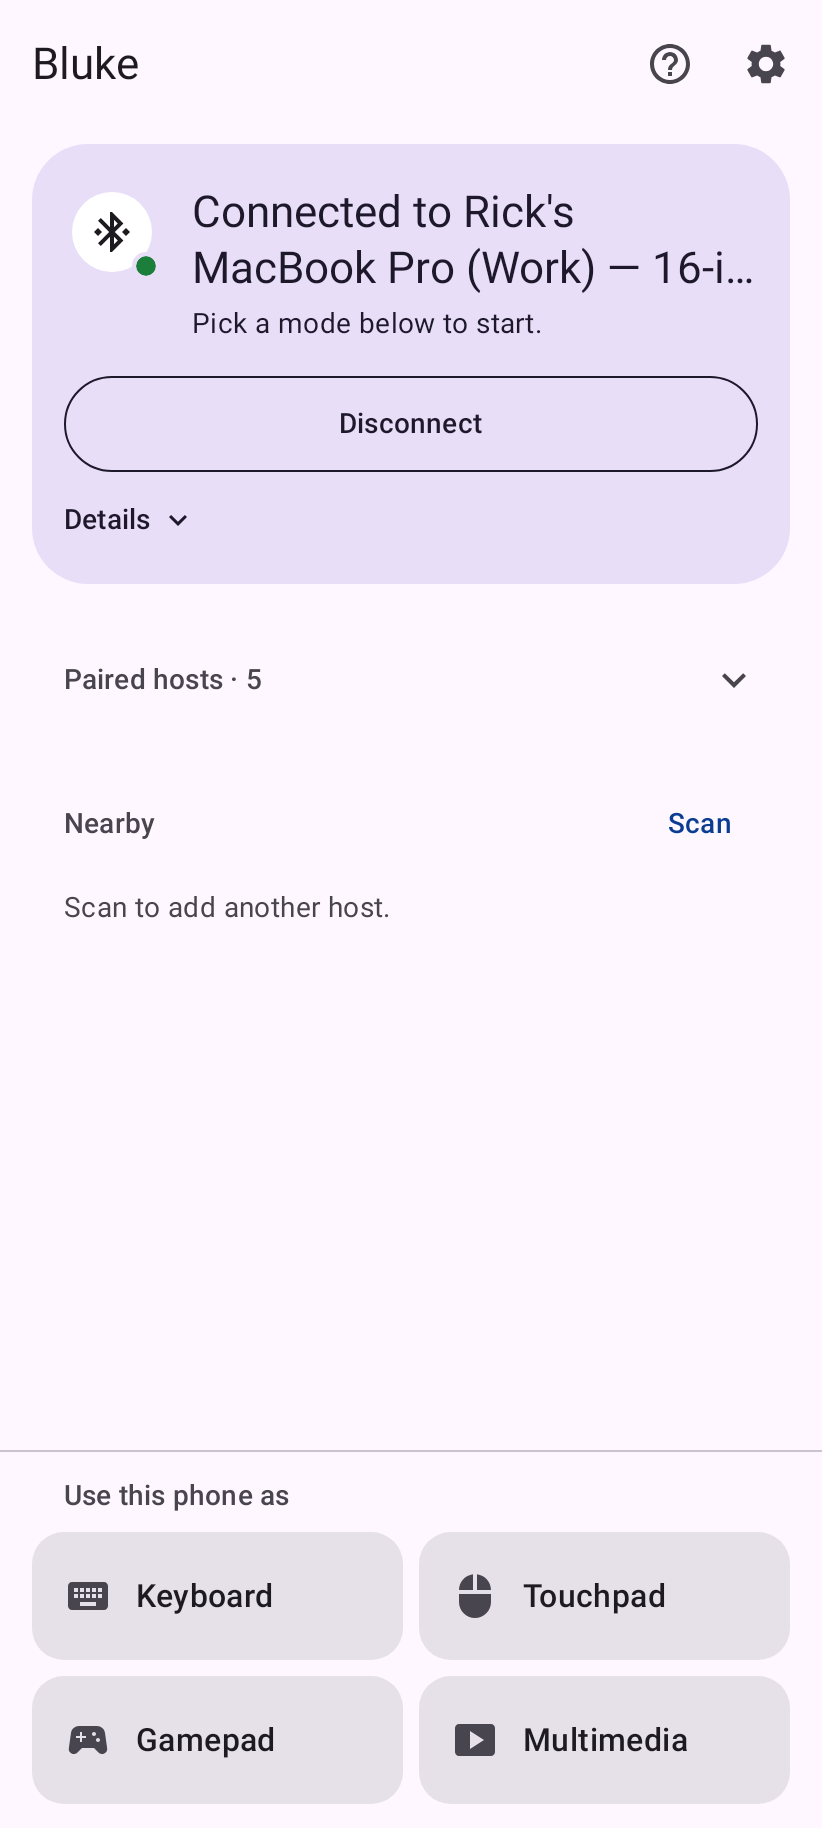 Bluke
Connected to Rick's
MacBook Pro (Work) — 16-i...
Pick a mode below to start.
Disconnect
Details
Paired hosts · 5
Nearby
Scan
Scan to add another host.
Use this phone as
Keyboard
Touchpad
Gamepad
Multimedia